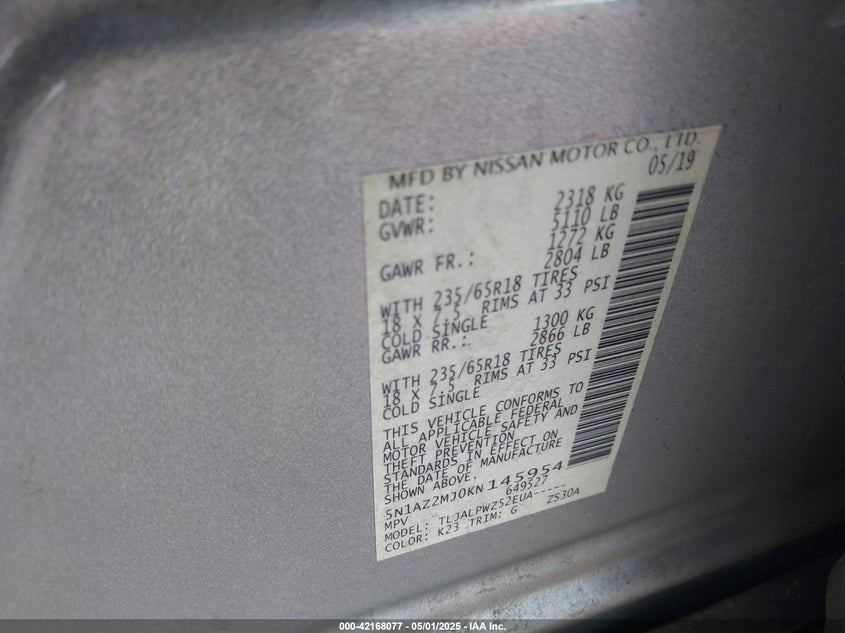 MFD BY NISSAN MOTOR CO., LTD.
DATE: 05/19
GVWR: 2318 KG
5110 LB
GAWR FR.: 1272 KG
2804 LB
WITH 235/65R18 TIRES
18 X 7.5 RIMS AT 33 PSI
COLD SINGLE
GAWR RR.: 1300 KG
2866 LB
WITH 235/65R18 TIRES
18 X 7.5 RIMS AT 33 PSI
COLD SINGLE
THIS VEHICLE CONFORMS TO
ALL APPLICABLE FEDERAL
MOTOR VEHICLE SAFETY AND
THEFT PREVENTION
STANDARDS IN EFFECT ON
THE DATE OF MANUFACTURE
SHOWN ABOVE.
5N1AZ2MJ0KN145954
MPV 649527
MODEL: TLJALPWZ52EUA-----
COLOR: K23 TRIM: G ZS30A
000-42168077 - 05/01/2025 - IAA Inc.